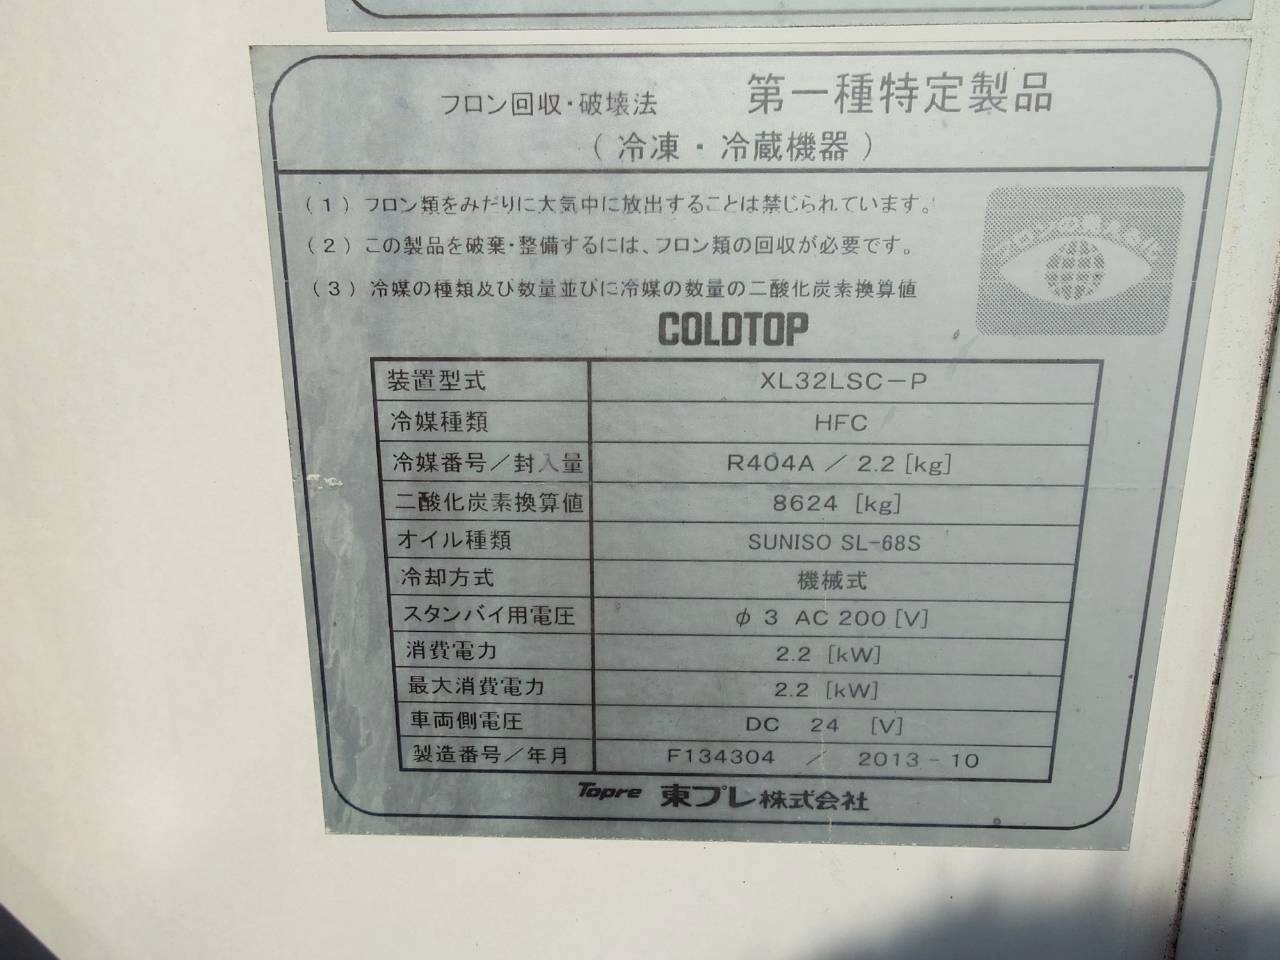 フロン回収・破壊法 第一種特定製品
（冷凍・冷蔵機器）
（1）フロン類をみだりに大気中に放出することは禁じられています。
（2）この製品を破棄・整備するには、フロン類の回収が必要です。
（3）冷媒の種類及び数量並びに冷媒の数量の二酸化炭素換算値
COLDTOP
装置型式 XL32LSC－P
冷媒種類 HFC
冷媒番号／封入量 R404A ／ 2.2 [kg]
二酸化炭素換算値 8624 [kg]
オイル種類 SUNISO SL-68S
冷却方式 機械式
スタンバイ用電圧 φ 3 AC 200 [V]
消費電力 2.2 [kW]
最大消費電力 2.2 [kW]
車両側電圧 DC 24 [V]
製造番号／年月 F134304 ／ 2013 - 10
Topre 東プレ株式会社